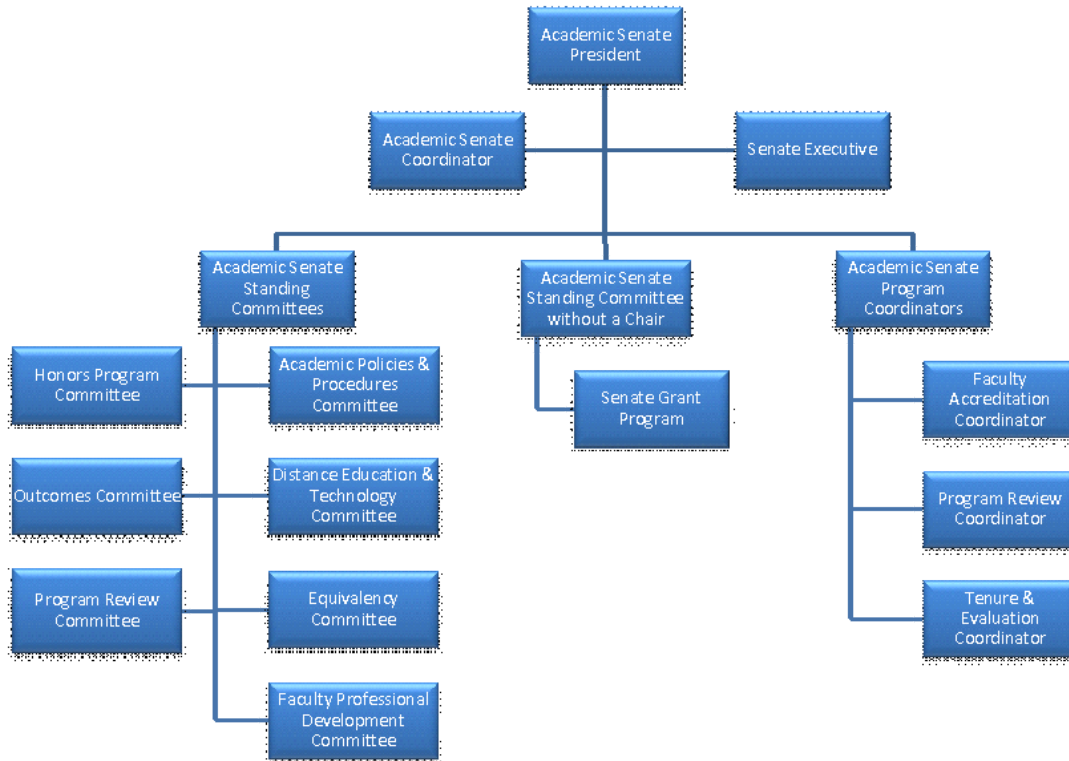 Academic Senate
President
Academic Senate
Coordinator
Senate Executive
Academic Senate
Standing
Committees
Academic Senate
Standing Committee
without a Chair
Academic Senate
Program
Coordinators
Honors Program
Committee
Academic Policies &
Procedures
Committee
Senate Grant
Program
Faculty
Accreditation
Coordinator
Outcomes Committee
Distance Education &
Technology
Committee
Program Review
Coordinator
Program Review
Committee
Equivalency
Committee
Tenure &
Evaluation
Coordinator
Faculty Professional
Development
Committee